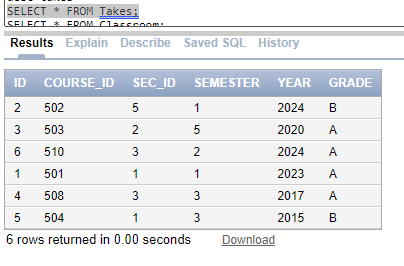 SELECT * FROM Takes;
SELECT * FROM Classroom;
Results Explain Describe Saved SQL History
ID COURSE_ID SEC_ID SEMESTER YEAR GRADE
2 502 5 1 2024 B
3 503 2 5 2020 A
6 510 3 2 2024 A
1 501 1 1 2023 A
4 508 3 3 2017 A
5 504 1 3 2015 B
6 rows returned in 0.00 seconds Download